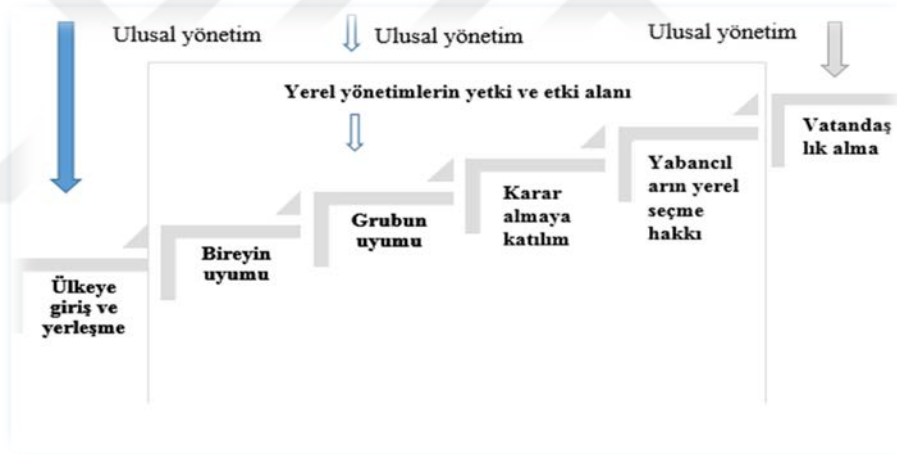 Ulusal yönetim
Ulusal yönetim
Ulusal yönetim
Yerel yönetimlerin yetki ve etki alanı
Ülkeye
giriş ve
yerleşme
Bireyin
uyumu
Grubun
uyumu
Karar
almaya
katılım
Yabancıl
arın yerel
seçme
hakkı
Vatandaş
lık alma